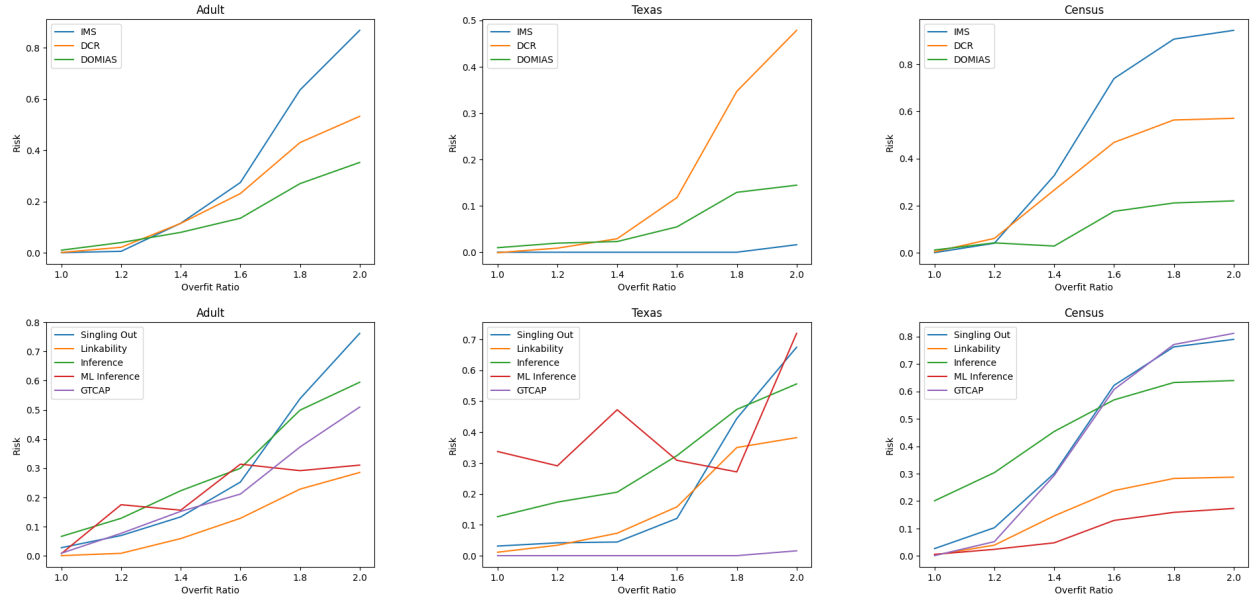 Adult
Risk
0.8
0.6
0.4
0.2
0.0
IMS
DCR
DOMIAS
1.0 1.2 1.4 1.6 1.8 2.0
Overfit Ratio
Texas
Risk
0.5
0.4
0.3
0.2
0.1
0.0
IMS
DCR
DOMIAS
1.0 1.2 1.4 1.6 1.8 2.0
Overfit Ratio
Census
Risk
0.8
0.6
0.4
0.2
0.0
IMS
DCR
DOMIAS
1.0 1.2 1.4 1.6 1.8 2.0
Overfit Ratio
Adult
Risk
0.8
0.7
0.6
0.5
0.4
0.3
0.2
0.1
0.0
Singling Out
Linkability
Inference
ML Inference
GTCAP
1.0 1.2 1.4 1.6 1.8 2.0
Overfit Ratio
Texas
Risk
0.7
0.6
0.5
0.4
0.3
0.2
0.1
0.0
Singling Out
Linkability
Inference
ML Inference
GTCAP
1.0 1.2 1.4 1.6 1.8 2.0
Overfit Ratio
Census
Risk
0.8
0.7
0.6
0.5
0.4
0.3
0.2
0.1
0.0
Singling Out
Linkability
Inference
ML Inference
GTCAP
1.0 1.2 1.4 1.6 1.8 2.0
Overfit Ratio